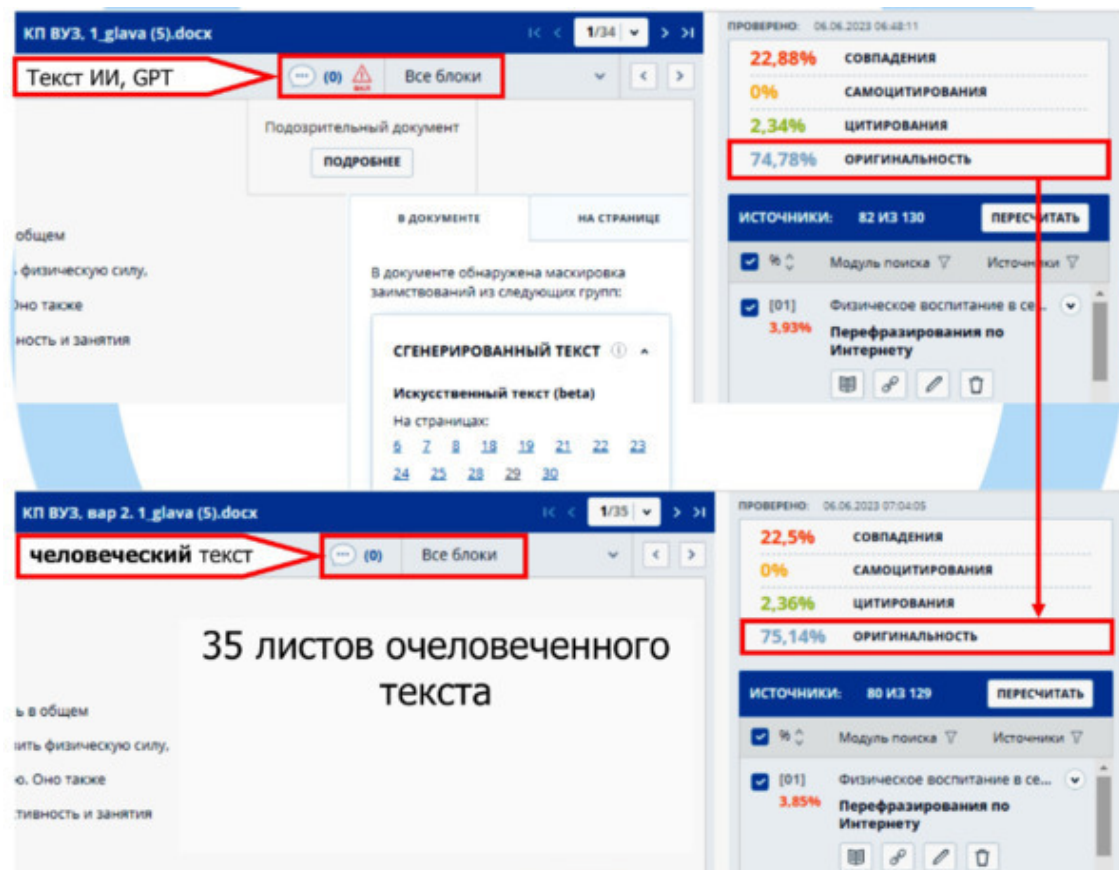 КП ВУЗ, 1_glava (5).docx
1/34
Текст ИИ, GPT
(0)
Все блоки
Подозрительный документ
ПОДРОБНЕЕ
общем
физическую силу,
Оно также
ность и занятия
В ДОКУМЕНТЕ
НА СТРАНИЦЕ
В документе обнаружена маскировка
заимствований из следующих групп:
СГЕНЕРИРОВАННЫЙ ТЕКСТ
Искусственный текст (beta)
На страницах:
6 7 8 18 19 21 22 23
24 25 28 29 30
ПРОВЕРЕНО: 06.06.2023 06:48:11
22,88% СОВПАДЕНИЯ
0% САМОЦИТИРОВАНИЯ
2,34% ЦИТИРОВАНИЯ
74,78% ОРИГИНАЛЬНОСТЬ
ИСТОЧНИКИ: 82 ИЗ 130 ПЕРЕСЧИТАТЬ
% Модуль поиска Источники
[01] Физическое воспитание в се...
3,93% Перефразирования по
Интернету
КП ВУЗ, вар 2. 1_glava (5).docx
1/35
человеческий текст
(0)
Все блоки
35 листов очеловеченного
текста
ь в общем
ить физическую силу,
ю. Оно также
тивность и занятия
ПРОВЕРЕНО: 06.06.2023 07:04:05
22,5% СОВПАДЕНИЯ
0% САМОЦИТИРОВАНИЯ
2,36% ЦИТИРОВАНИЯ
75,14% ОРИГИНАЛЬНОСТЬ
ИСТОЧНИКИ: 80 ИЗ 129 ПЕРЕСЧИТАТЬ
% Модуль поиска Источники
[01] Физическое воспитание в се...
3,85% Перефразирования по
Интернету